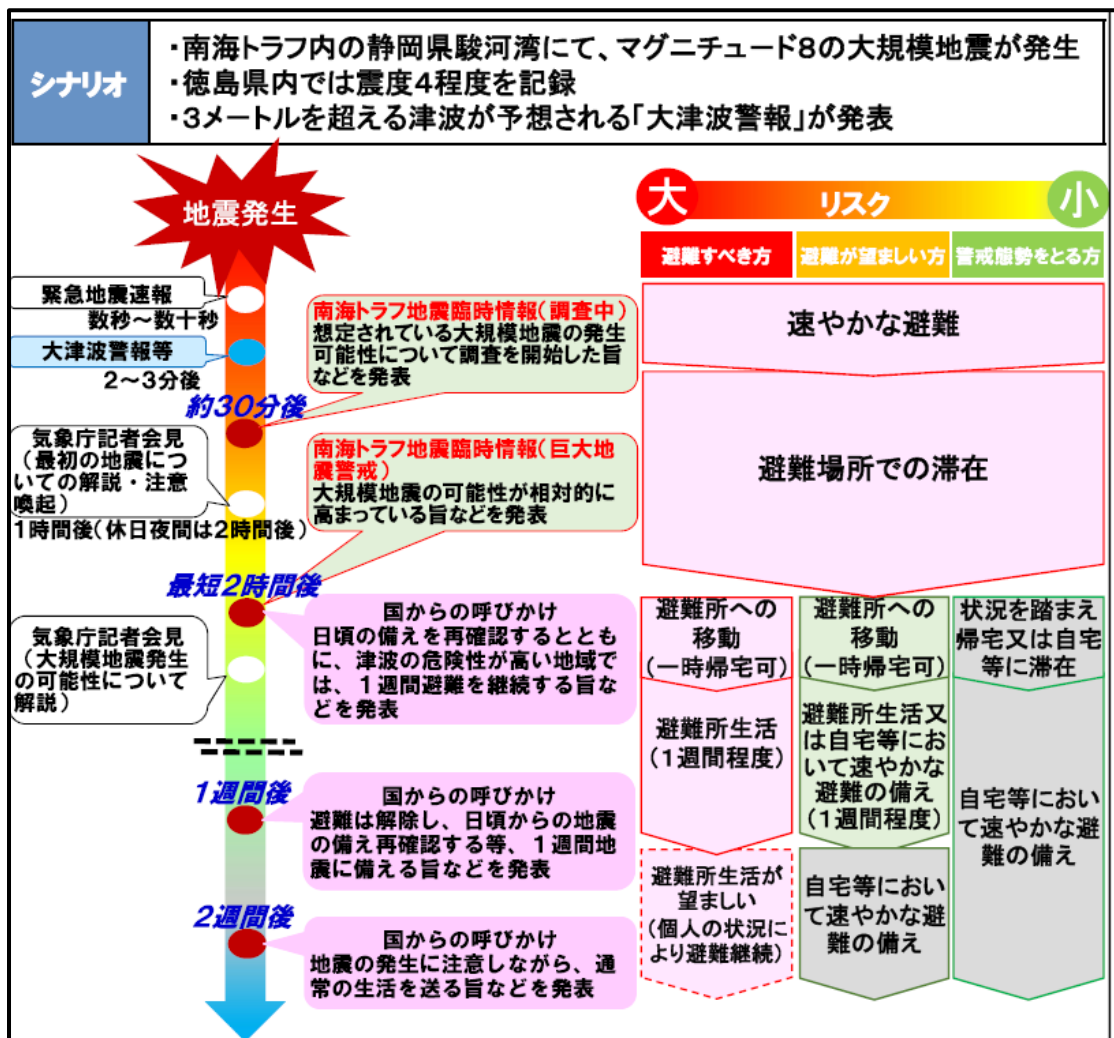 シナリオ
・南海トラフ内の静岡県駿河湾にて、マグニチュード8の大規模地震が発生
・徳島県内では震度4程度を記録
・3メートルを超える津波が予想される「大津波警報」が発表
地震発生
緊急地震速報
数秒～数十秒
大津波警報等
2～3分後
約30分後
気象庁記者会見
（最初の地震につ
いての解説・注意
喚起）
1時間後（休日夜間は2時間後）
最短2時間後
気象庁記者会見
（大規模地震発生
の可能性について
解説）
1週間後
2週間後
南海トラフ地震臨時情報（調査中）
想定されている大規模地震の発生
可能性について調査を開始した旨
などを発表
南海トラフ地震臨時情報（巨大地
震警戒）
大規模地震の可能性が相対的に
高まっている旨などを発表
国からの呼びかけ
日頃の備えを再確認するととも
に、津波の危険性が高い地域で
は、１週間避難を継続する旨な
どを発表
国からの呼びかけ
避難は解除し、日頃からの地震
の備え再確認する等、１週間地
震に備える旨などを発表
国からの呼びかけ
地震の発生に注意しながら、通
常の生活を送る旨などを発表
大
リスク
小
避難すべき方
避難が望ましい方
警戒態勢をとる方
速やかな避難
避難場所での滞在
避難所への
移動
（一時帰宅可）
避難所生活
（1週間程度）
避難所生活が
望ましい
（個人の状況に
より避難継続）
避難所への
移動
（一時帰宅可）
避難所生活又
は自宅等にお
いて速やかな
避難の備え
（1週間程度）
自宅等におい
て速やかな避
難の備え
状況を踏まえ
帰宅又は自宅
等に滞在
自宅等におい
て速やかな避
難の備え